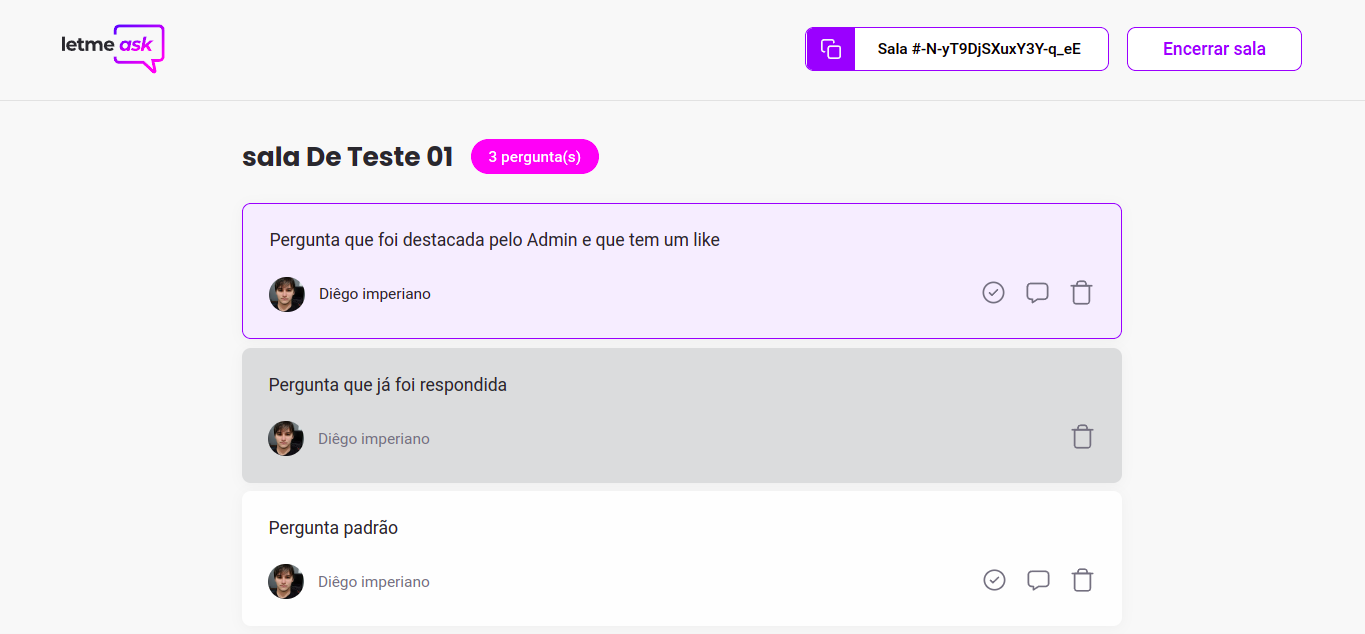 letmeask
Sala #-N-yT9DjSXuxY3Y-q_eE
Encerrar sala
sala De Teste 01
3 pergunta(s)
Pergunta que foi destacada pelo Admin e que tem um like
Diêgo imperiano
Pergunta que já foi respondida
Diêgo imperiano
Pergunta padrão
Diêgo imperiano